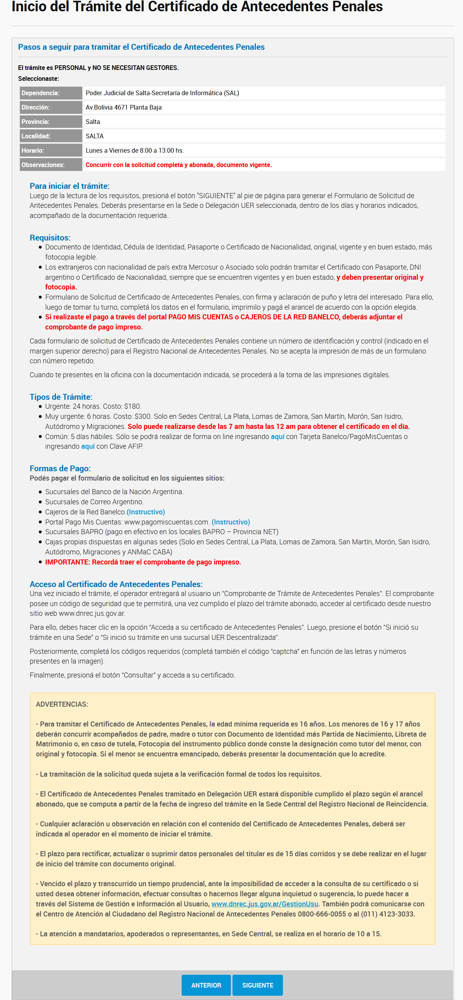 Inicio del Trámite del Certificado de Antecedentes Penales
Pasos a seguir para tramitar el Certificado de Antecedentes Penales
El trámite es PERSONAL y NO SE NECESITAN GESTORES.
Seleccionaste:
Dependencia: Poder Judicial de Salta-Secretaría de Informática (SAL)
Dirección: Av.Bolivia 4671 Planta Baja
Provincia: Salta
Localidad: SALTA
Horario: Lunes a Viernes de 8:00 a 13:00 hs.
Observaciones: Concurrir con la solicitud completa y abonada, documento vigente.
Para iniciar el trámite:
Luego de la lectura de los requisitos, presioná el botón "SIGUIENTE" al pie de página para generar el Formulario de Solicitud de
Antecedentes Penales. Deberás presentarse en la Sede o Delegación UER seleccionada, dentro de los días y horarios indicados,
acompañado de la documentación requerida..
Requisitos:
● Documento de Identidad, Cédula de Identidad, Pasaporte o Certificado de Nacionalidad, original, vigente y en buen estado, más
fotocopia legible.
● Los extranjeros con nacionalidad de país extra Mercosur o Asociado solo podrán tramitar el Certificado con Pasaporte, DNI
argentino o Certificado de Nacionalidad, siempre que se encuentren vigentes y en buen estado, y deben presentar original y
fotocopia.
● Formulario de Solicitud de Certificado de Antecedentes Penales, con firma y aclaración de puño y letra del interesado. Para ello,
luego de tomar tu turno, completá los datos en el formulario, imprimilo y pagá el arancel de acuerdo con la opción elegida.
● Si realizaste el pago a través del portal PAGO MIS CUENTAS o CAJEROS DE LA RED BANELCO, deberás adjuntar el
comprobante de pago impreso.
Cada formulario de solicitud de Certificado de Antecedentes Penales contiene un número de identificación y control (indicado en el
margen superior derecho) para el Registro Nacional de Antecedentes Penales. No se acepta la impresión de más de un formulario
con número repetido.
Cuando te presentes en la oficina con la documentación indicada, se procederá a la toma de las impresiones digitales.
Tipos de Trámite:
● Urgente: 24 horas. Costo: $180.
● Muy urgente: 6 horas. Costo: $300. Solo en Sedes Central, La Plata, Lomas de Zamora, San Martín, Morón, San Isidro,
Autódromo y Migraciones. Solo puede realizarse desde las 7 am hasta las 12 am para obtener el certificado en el día.
● Común: 5 días hábiles. Sólo se podrá realizar de forma on line ingresando aquí con Tarjeta Banelco/PagoMisCuentas o
ingresando aquí con Clave AFIP.
Formas de Pago:
Podés pagar el formulario de solicitud en los siguientes sitios:
● Sucursales del Banco de la Nación Argentina.
● Sucursales de Correo Argentino.
● Cajeros de la Red Banelco.(Instructivo)
● Portal Pago Mis Cuentas: www.pagomiscuentas.com. (Instructivo)
● Sucursales BAPRO (pago en efectivo en los locales BAPRO – Provincia NET)
● Cajas propias dispuestas en algunas sedes (Solo en Sedes Central, La Plata, Lomas de Zamora, San Martín, Morón, San Isidro,
Autódromo, Migraciones y ANMaC CABA)
● IMPORTANTE: Recordá traer el comprobante de pago impreso.
Acceso al Certificado de Antecedentes Penales:
Una vez iniciado el trámite, el operador entregará al usuario un “Comprobante de Trámite de Antecedentes Penales”. El comprobante
posee un código de seguridad que te permitirá, una vez cumplido el plazo del trámite abonado, acceder al certificado desde nuestro
sitio web www.dnrec.jus.gov.ar.
Para ello, debes hacer clic en la opción “Acceda a su certificado de Antecedentes Penales”. Luego, presione el botón “Si inició su
trámite en una Sede” o “Si inició su trámite en una sucursal UER Descentralizada”.
Posteriormente, completá los códigos requeridos (completá también el código “captcha” en función de las letras y números
presentes en la imagen).
Finalmente, presioná el botón “Consultar” y acceda a su certificado.
ADVERTENCIAS:
- Para tramitar el Certificado de Antecedentes Penales, la edad mínima requerida es 16 años. Los menores de 16 y 17 años
deberán concurrir acompañados de padre, madre o tutor con Documento de Identidad más Partida de Nacimiento, Libreta de
Matrimonio o, en caso de tutela, Fotocopia del instrumento público donde conste la designación como tutor del menor, con
original y fotocopia. Si el menor se encuentra emancipado, deberás presentar la documentación que lo acredite.
- La tramitación de la solicitud queda sujeta a la verificación formal de todos los requisitos.
- El Certificado de Antecedentes Penales tramitado en Delegación UER estará disponible cumplido el plazo según el arancel
abonado, que se computa a partir de la fecha de ingreso del trámite en la Sede Central del Registro Nacional de Reincidencia.
- Cualquier aclaración u observación en relación con el contenido del Certificado de Antecedentes Penales, deberá ser
indicada al operador en el momento de iniciar el trámite.
- El plazo para rectificar, actualizar o suprimir datos personales del titular es de 15 días corridos y se debe realizar en el lugar
de inicio del trámite con documento original.
- Vencido el plazo y transcurrido un tiempo prudencial, ante la imposibilidad de acceder a la consulta de su certificado o si
usted desea obtener información, efectuar consultas o hacernos llegar alguna inquietud o sugerencia, lo puede hacer a
través del Sistema de Gestión e Información al Usuario, www.dnrec.jus.gov.ar/GestionUsu. También podrá comunicarse con
el Centro de Atención al Ciudadano del Registro Nacional de Antecedentes Penales 0800-666-0055 o al (011) 4123-3033.
- La atención a mandatarios, apoderados o representantes, en Sede Central, se realiza en el horario de 10 a 15.
ANTERIOR SIGUIENTE